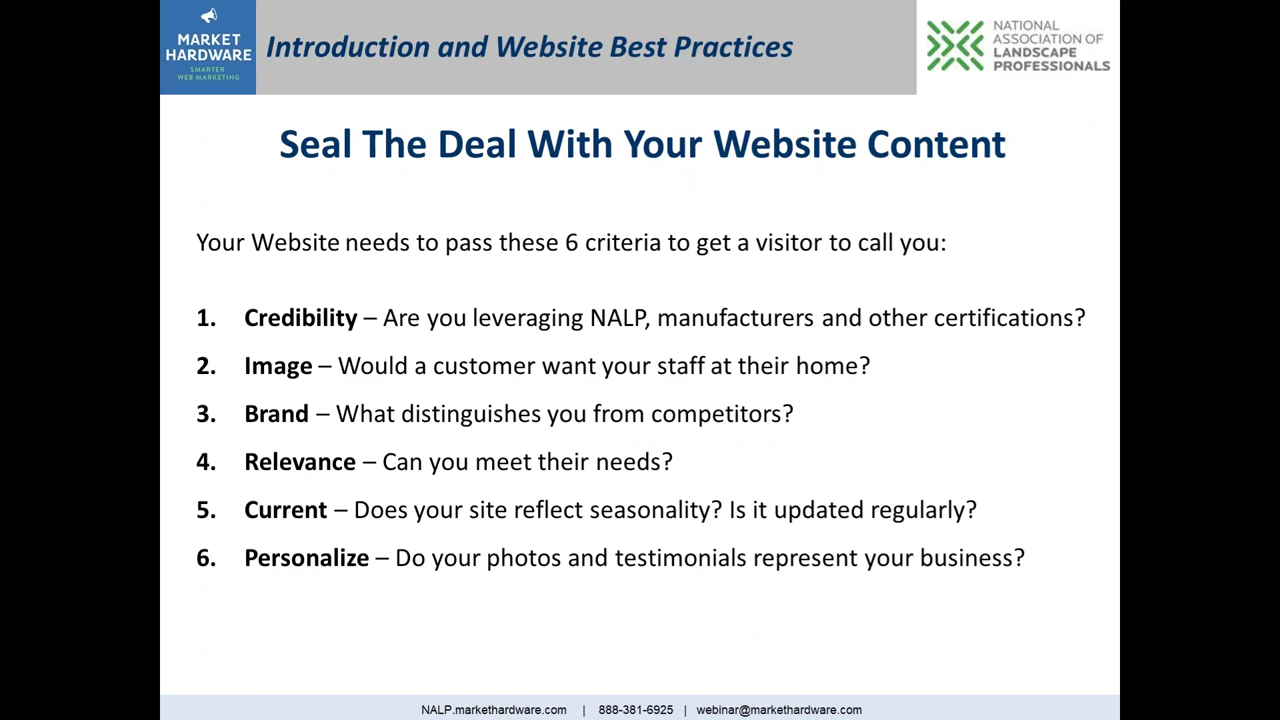 MARKET
HARDWARE
SMARTER
WEB MARKETING
Introduction and Website Best Practices
NATIONAL
ASSOCIATION OF
LANDSCAPE
PROFESSIONALS
Seal The Deal With Your Website Content
Your Website needs to pass these 6 criteria to get a visitor to call you:
1. Credibility – Are you leveraging NALP, manufacturers and other certifications?
2. Image – Would a customer want your staff at their home?
3. Brand – What distinguishes you from competitors?
4. Relevance – Can you meet their needs?
5. Current – Does your site reflect seasonality? Is it updated regularly?
6. Personalize – Do your photos and testimonials represent your business?
NALP.markethardware.com | 888-381-6925 | webinar@markethardware.com